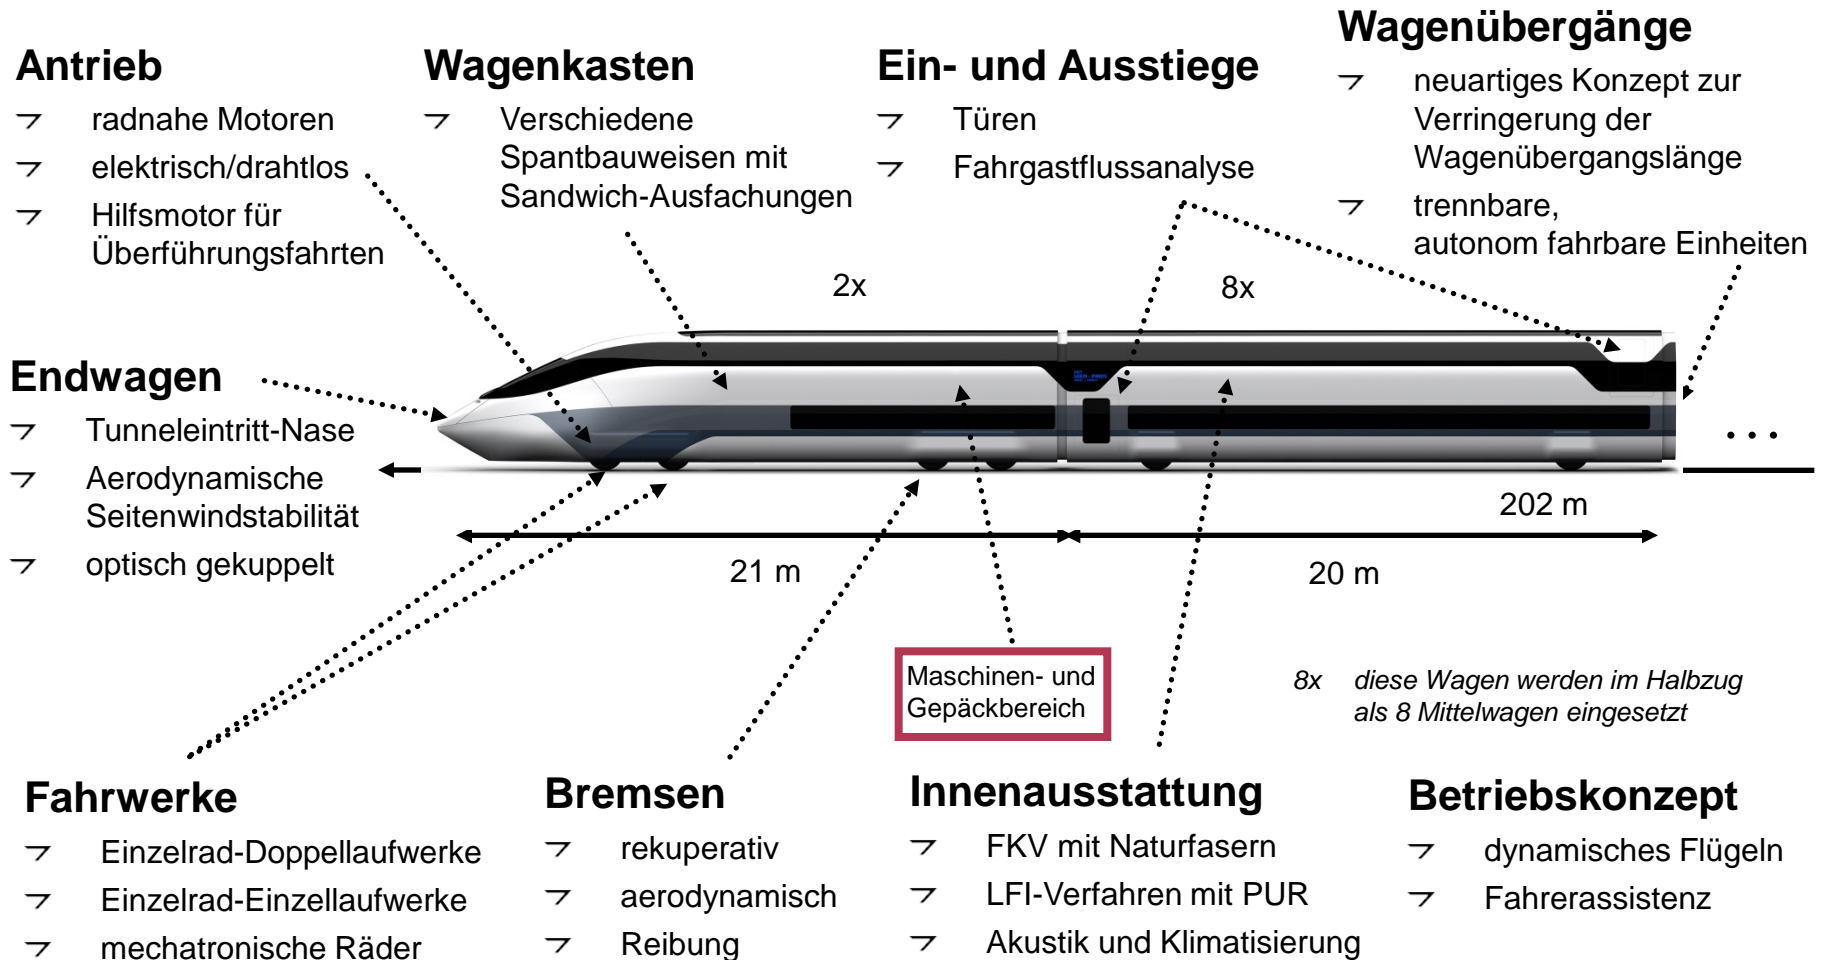 Antrieb
radnahe Motoren
elektrisch/drahtlos
Hilfsmotor für
Überführungsfahrten
Wagenkasten
Verschiedene
Spantbauweisen mit
Sandwich-Ausfachungen
Ein- und Ausstiege
Türen
Fahrgastflussanalyse
Wagenübergänge
neuartiges Konzept zur
Verringerung der
Wagenübergangslänge
trennbare,
autonom fahrbare Einheiten
2x
8x
Endwagen
Tunneleintritt-Nase
Aerodynamische
Seitenwindstabilität
optisch gekuppelt
...
202 m
21 m
20 m
Maschinen- und
Gepäckbereich
8x diese Wagen werden im Halbzug
als 8 Mittelwagen eingesetzt
Fahrwerke
Einzelrad-Doppellaufwerke
Einzelrad-Einzellaufwerke
mechatronische Räder
Bremsen
rekuperativ
aerodynamisch
Reibung
Innenausstattung
FKV mit Naturfasern
LFI-Verfahren mit PUR
Akustik und Klimatisierung
Betriebskonzept
dynamisches Flügeln
Fahrerassistenz